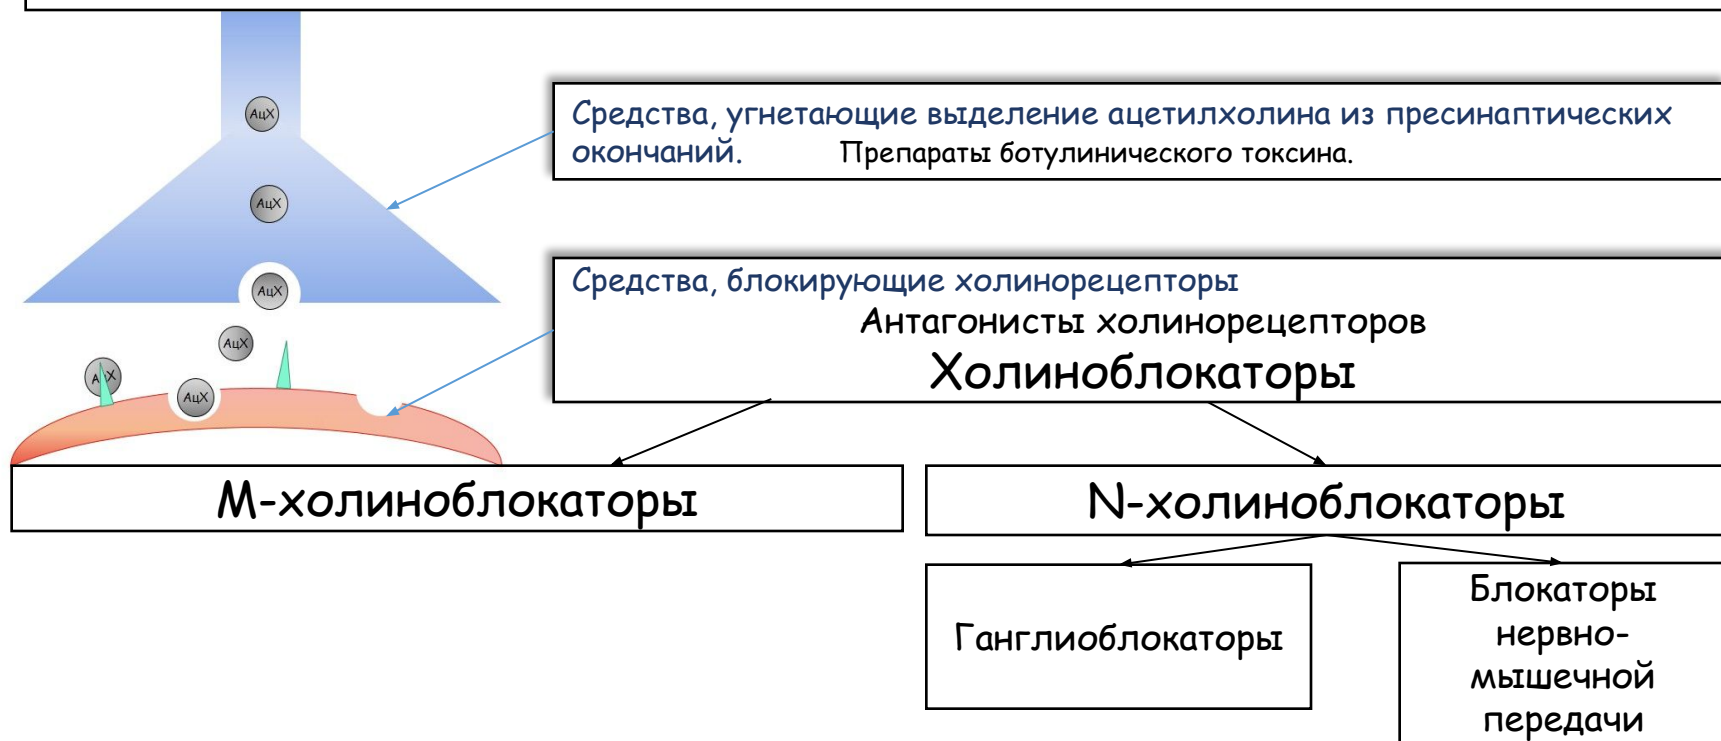 АцХ
Средства, угнетающие выделение ацетилхолина из пресинаптических
окончаний. Препараты ботулинического токсина.
АцХ
АцХ
Средства, блокирующие холинорецепторы
Антагонисты холинорецепторов
Холиноблокаторы
АцХ
АцХ
АцХ
М-холиноблокаторы
N-холиноблокаторы
Ганглиоблокаторы
Блокаторы
нервно-
мышечной
передачи